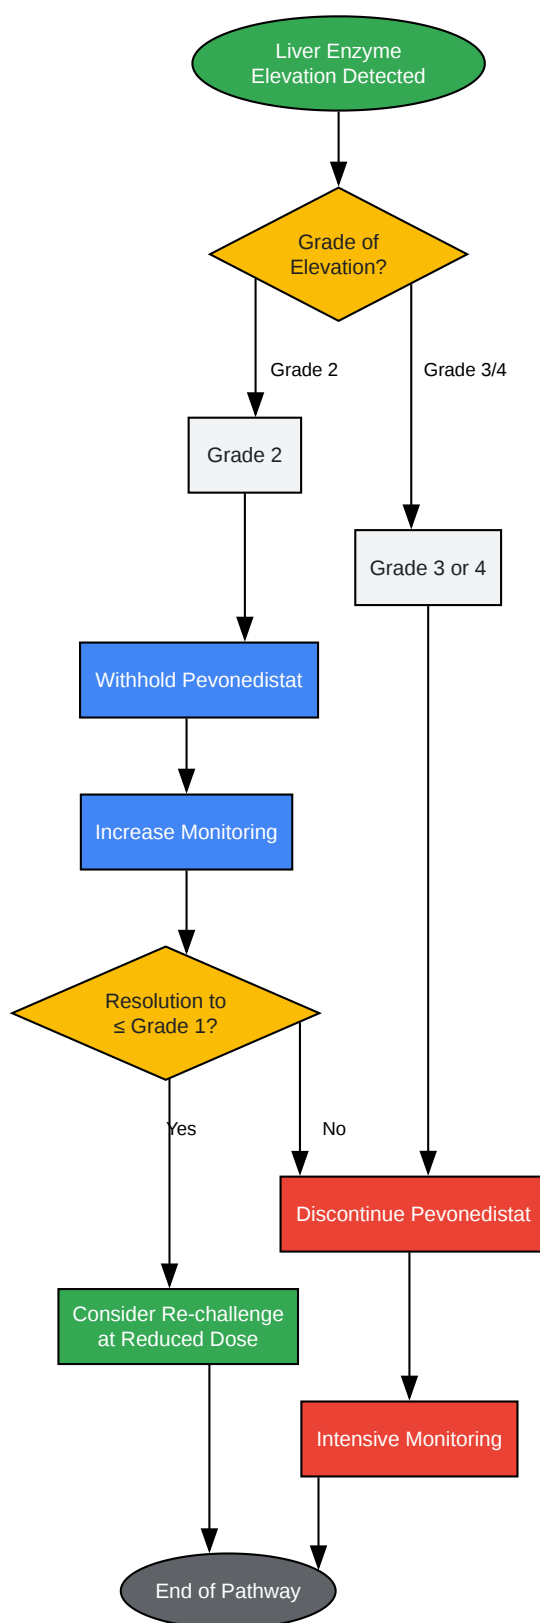 Liver Enzyme
Elevation Detected
Grade of
Elevation?
Grade 2
Grade 3/4
Grade 2
Grade 3 or 4
Withhold Pevonedistat
Increase Monitoring
Resolution to
≤ Grade 1?
Yes
No
Discontinue Pevonedistat
Consider Re-challenge
at Reduced Dose
Intensive Monitoring
End of Pathway